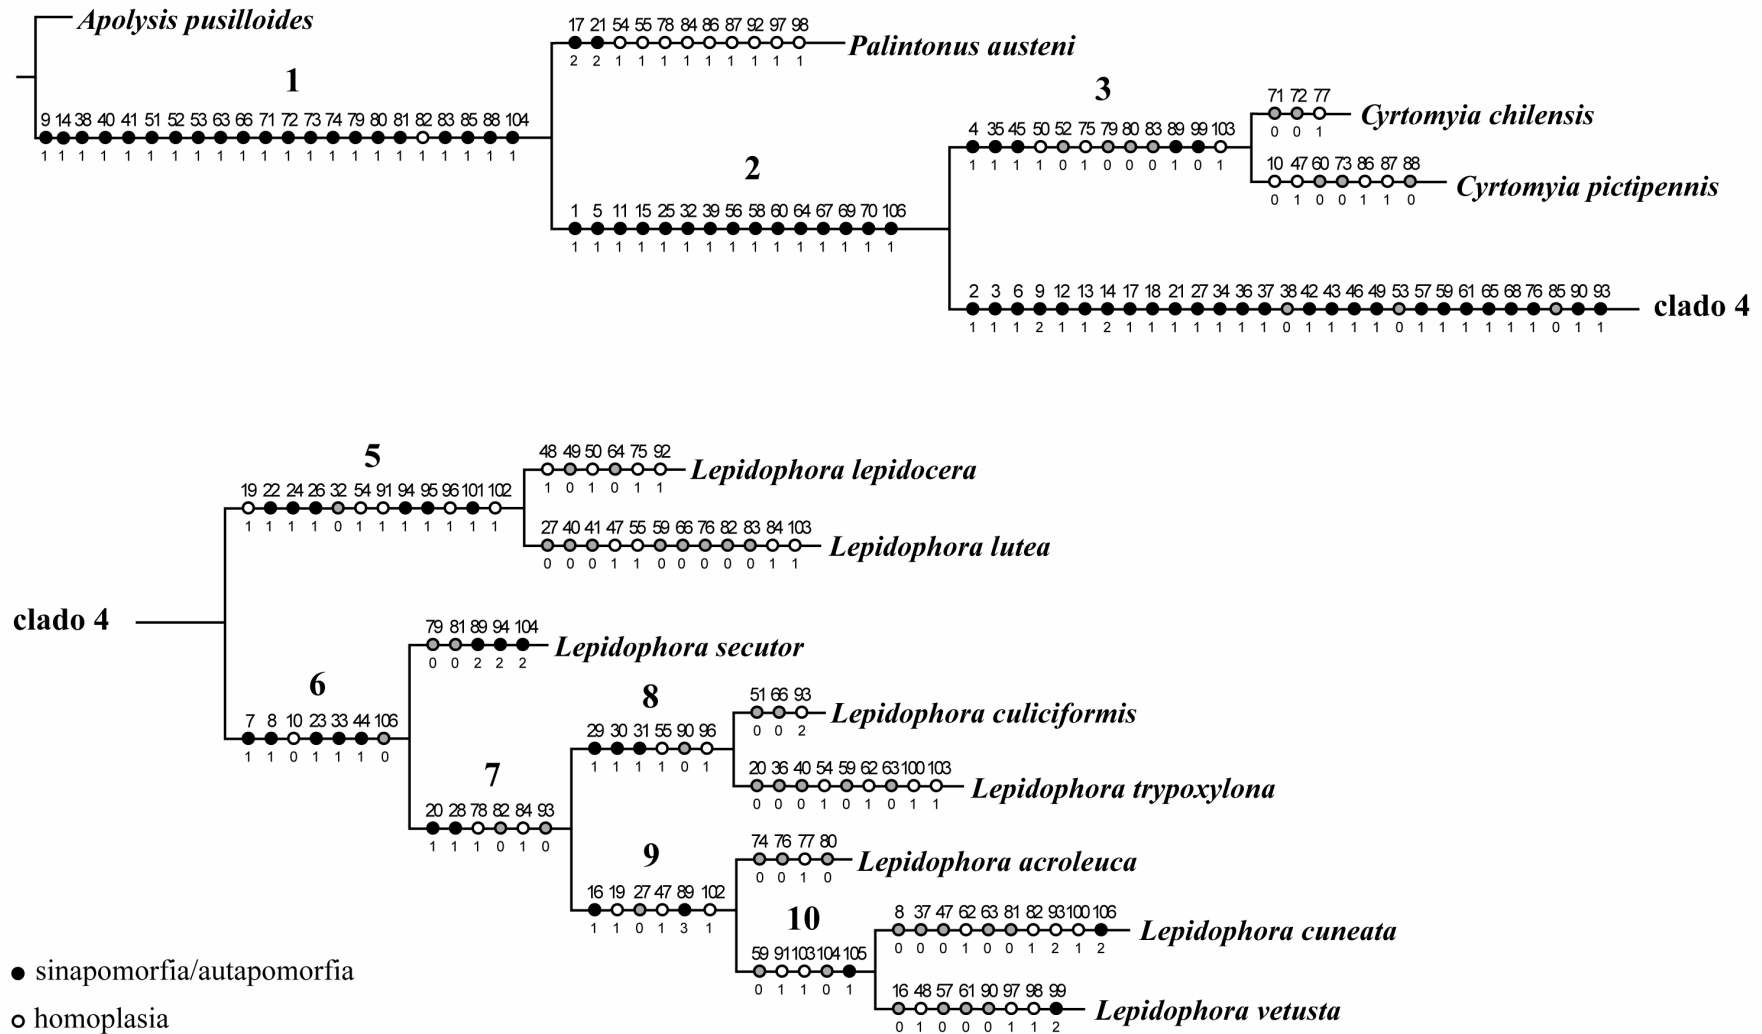 Apolysis pusilloides
17 21 54 55 78 84 86 87 92 97 98
Palintonus austeni
2 2 1 1 1 1 1 1 1 1 1
1
3
71 72 77
Cyrtomyia chilensis
0 0 1
9 14 38 40 41 51 52 53 63 66 71 72 73 74 79 80 81 82 83 85 88 104
1 1 1 1 1 1 1 1 1 1 1 1 1 1 1 1 1 1 1 1 1 1
4 35 45 50 52 75 79 80 83 89 99 103
1 1 1 1 0 1 0 0 0 1 0 1
2
10 47 60 73 86 87 88
Cyrtomyia pictipennis
0 1 0 0 1 1 0
1 5 11 15 25 32 39 56 58 60 64 67 69 70 106
1 1 1 1 1 1 1 1 1 1 1 1 1 1 1
2 3 6 9 12 13 14 17 18 21 27 34 36 37 38 42 43 46 49 53 57 59 61 65 68 76 85 90 93
clado 4
1 1 1 2 1 1 2 1 1 1 1 1 1 1 0 1 1 1 1 0 1 1 1 1 1 1 0 1 1
5
48 49 50 64 75 92
Lepidophora lepidocera
1 0 1 0 1 1
19 22 24 26 32 54 91 94 95 96 101 102
1 1 1 1 0 1 1 1 1 1 1 1
27 40 41 47 55 59 66 76 82 83 84 103
Lepidophora lutea
0 0 0 1 1 0 0 0 0 0 1 1
clado 4
79 81 89 94 104
Lepidophora secutor
0 0 2 2 2
6
8
51 66 93
Lepidophora culiciformis
0 0 2
7 8 10 23 33 44 106
1 1 0 1 1 1 0
29 30 31 55 90 96
1 1 1 1 0 1
7
20 36 40 54 59 62 63 100 103
Lepidophora trypoxylona
0 0 0 1 0 1 0 1 1
20 28 78 82 84 93
1 1 1 0 1 0
9
74 76 77 80
Lepidophora acroleuca
0 0 1 0
16 19 27 47 89 102
1 1 0 1 3 1
10
8 37 47 62 63 81 82 93 100 106
Lepidophora cuneata
0 0 0 1 0 0 1 2 1 2
59 91 103 104 105
0 1 1 0 1
sinapomorfia/autapomorfia
16 48 57 61 90 97 98 99
Lepidophora vetusta
0 1 0 0 0 1 1 2
homoplasia